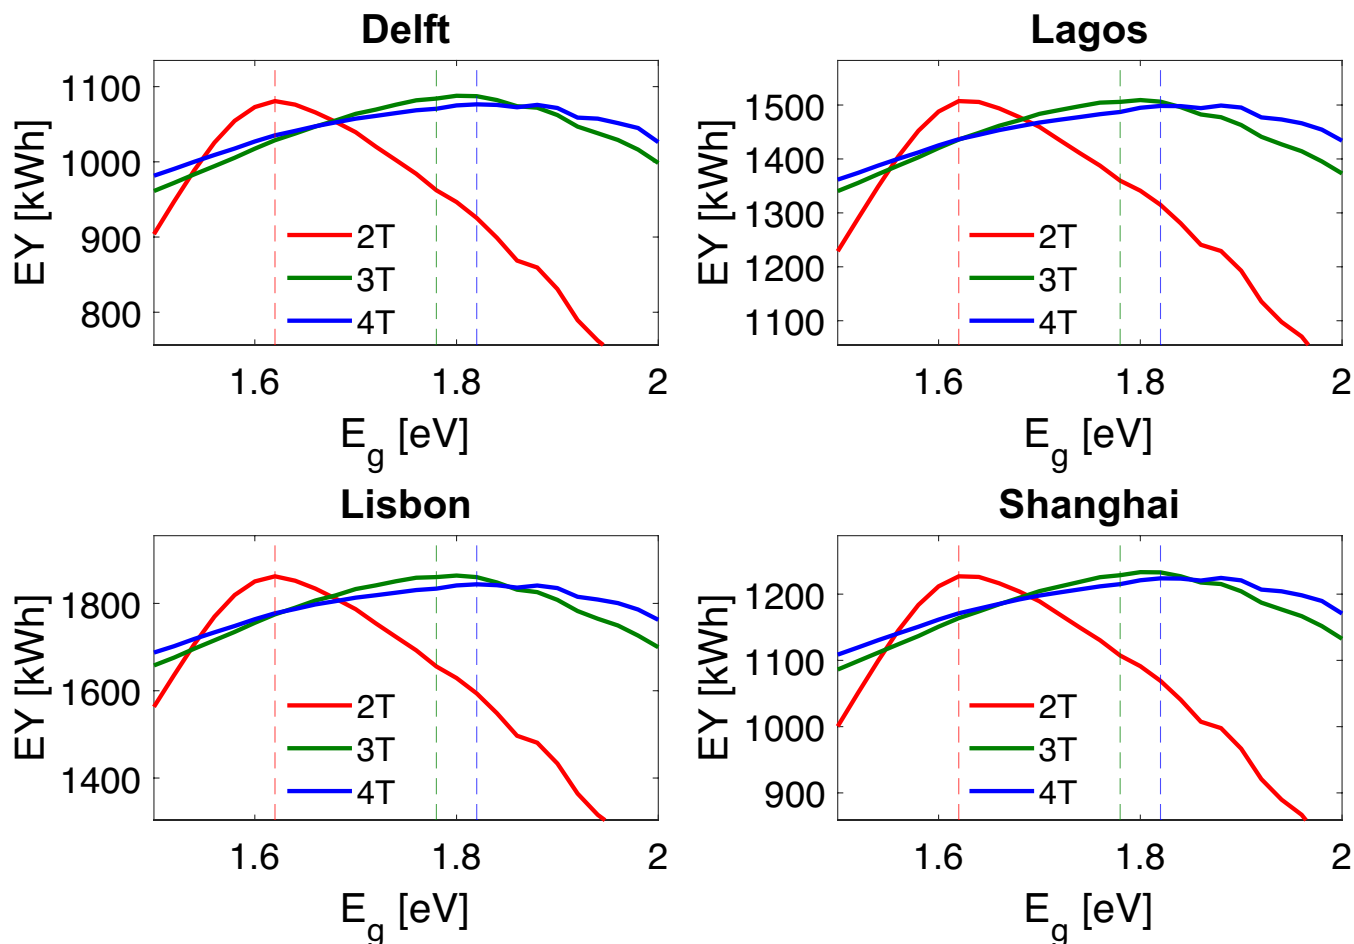 Delft
EY [kWh]
1100
1000
900
800
2T
3T
4T
1.6
1.8
2
E_g [eV]
Lagos
EY [kWh]
1500
1400
1300
1200
1100
2T
3T
4T
1.6
1.8
2
E_g [eV]
Lisbon
EY [kWh]
1800
1600
1400
2T
3T
4T
1.6
1.8
2
E_g [eV]
Shanghai
EY [kWh]
1200
1100
1000
900
2T
3T
4T
1.6
1.8
2
E_g [eV]